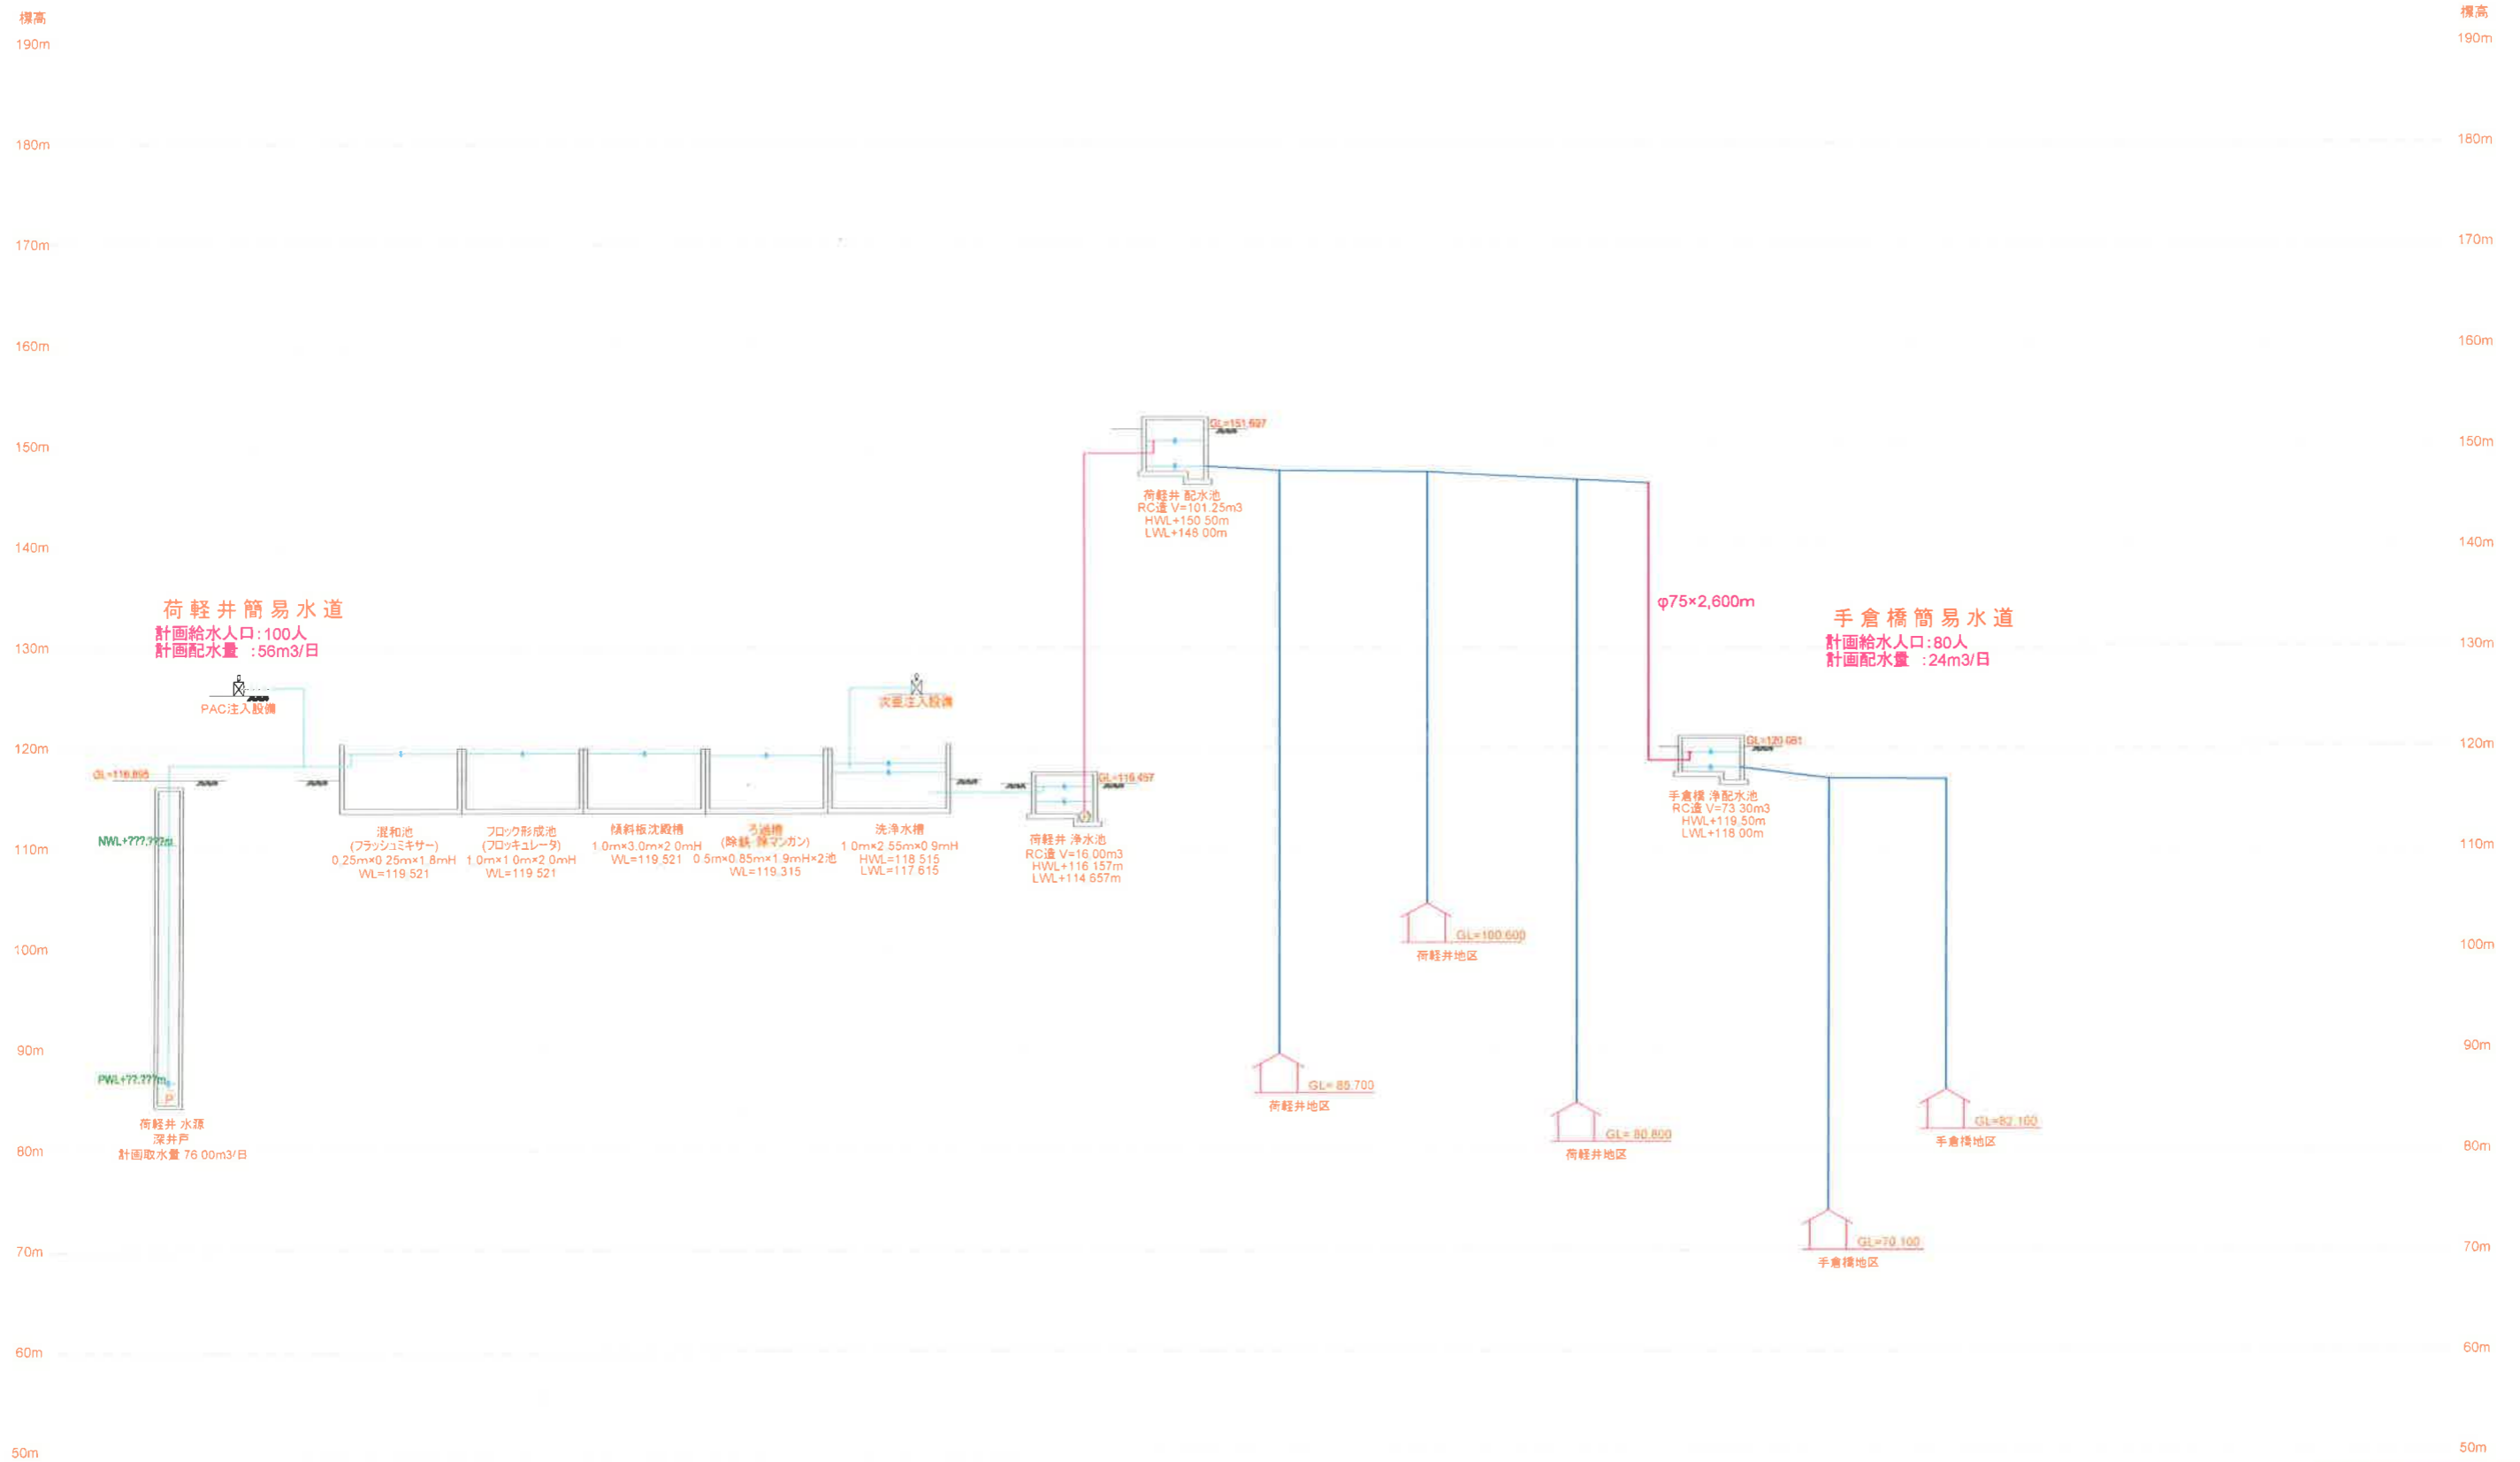 標高
190m
180m
170m
160m
150m
140m
130m
120m
110m
100m
90m
80m
70m
60m
50m
荷軽井簡易水道
計画給水人口:100人
計画配水量 :56m3/日
PAC注入設備
NWL+???.???m
PWL+??.???m
P
荷軽井 水源
深井戸
計画取水量 76 00m3/日
混和池
(フラッシュミキサー)
0.25m×0 25m×1.8mH
WL=119 521
フロック形成池
(フロッキュレータ)
1.0m×1 0m×2 0mH
WL=119 521
傾斜板沈殿槽
1.0m×3.0m×2 0mH
WL=119.521
ろ過槽
(除鉄・除マンガン)
0 5m×0.85m×1.9mH×2池
WL=119.315
次亜注入設備
洗浄水槽
1 0m×2 55m×0 9mH
HWL=118 515
LWL=117 615
荷軽井 浄水池
RC造 V=16 00m3
HWL+116 157m
LWL+114 657m
GL=151.697
荷軽井 配水池
RC造 V=101.25m3
HWL+150 50m
LWL+148 00m
GL= 85.700
荷軽井地区
GL=100.600
荷軽井地区
GL= 80.800
荷軽井地区
φ75×2,600m
手倉橋簡易水道
計画給水人口:80人
計画配水量 :24m3/日
手倉橋 浄配水池
RC造 V=73 30m3
HWL+119.50m
LWL+118 00m
GL=70 100
手倉橋地区
GL=82 100
手倉橋地区
標高
190m
180m
170m
160m
150m
140m
130m
120m
110m
100m
90m
80m
70m
60m
50m